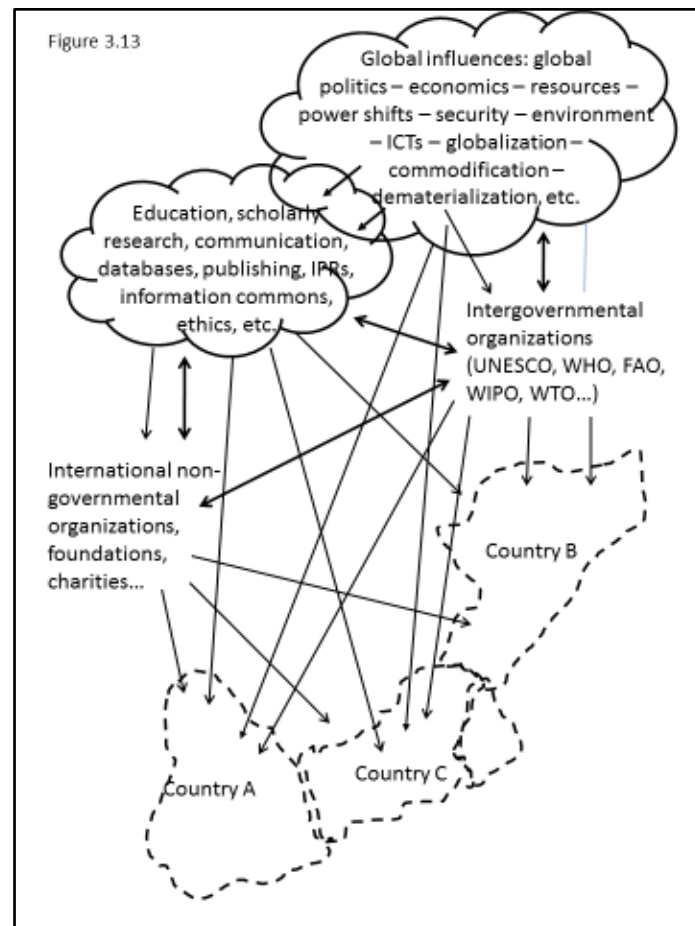 Figure 3.13
Global influences: global
politics – economics – resources –
power shifts – security – environment
– ICTs – globalization –
commodification –
dematerialization, etc.
Education, scholarly
research, communication,
databases, publishing, IPRs,
information commons,
ethics, etc.
Intergovernmental
organizations
(UNESCO, WHO, FAO,
WIPO, WTO...)
International non-
governmental
organizations,
foundations,
charities...
Country B
Country A
Country C